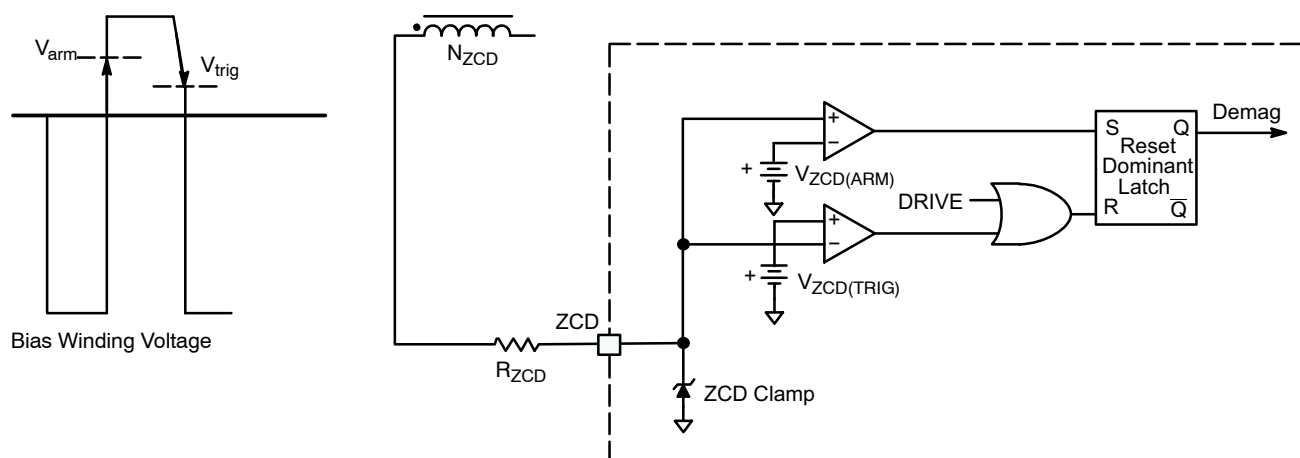 V_arm
V_trig
Bias Winding Voltage
N_ZCD
R_ZCD
ZCD
ZCD Clamp
+
−
+
V_ZCD(ARM)
+
−
+
V_ZCD(TRIG)
DRIVE
S Q
Reset
Dominant
Latch
R Q̅
Demag